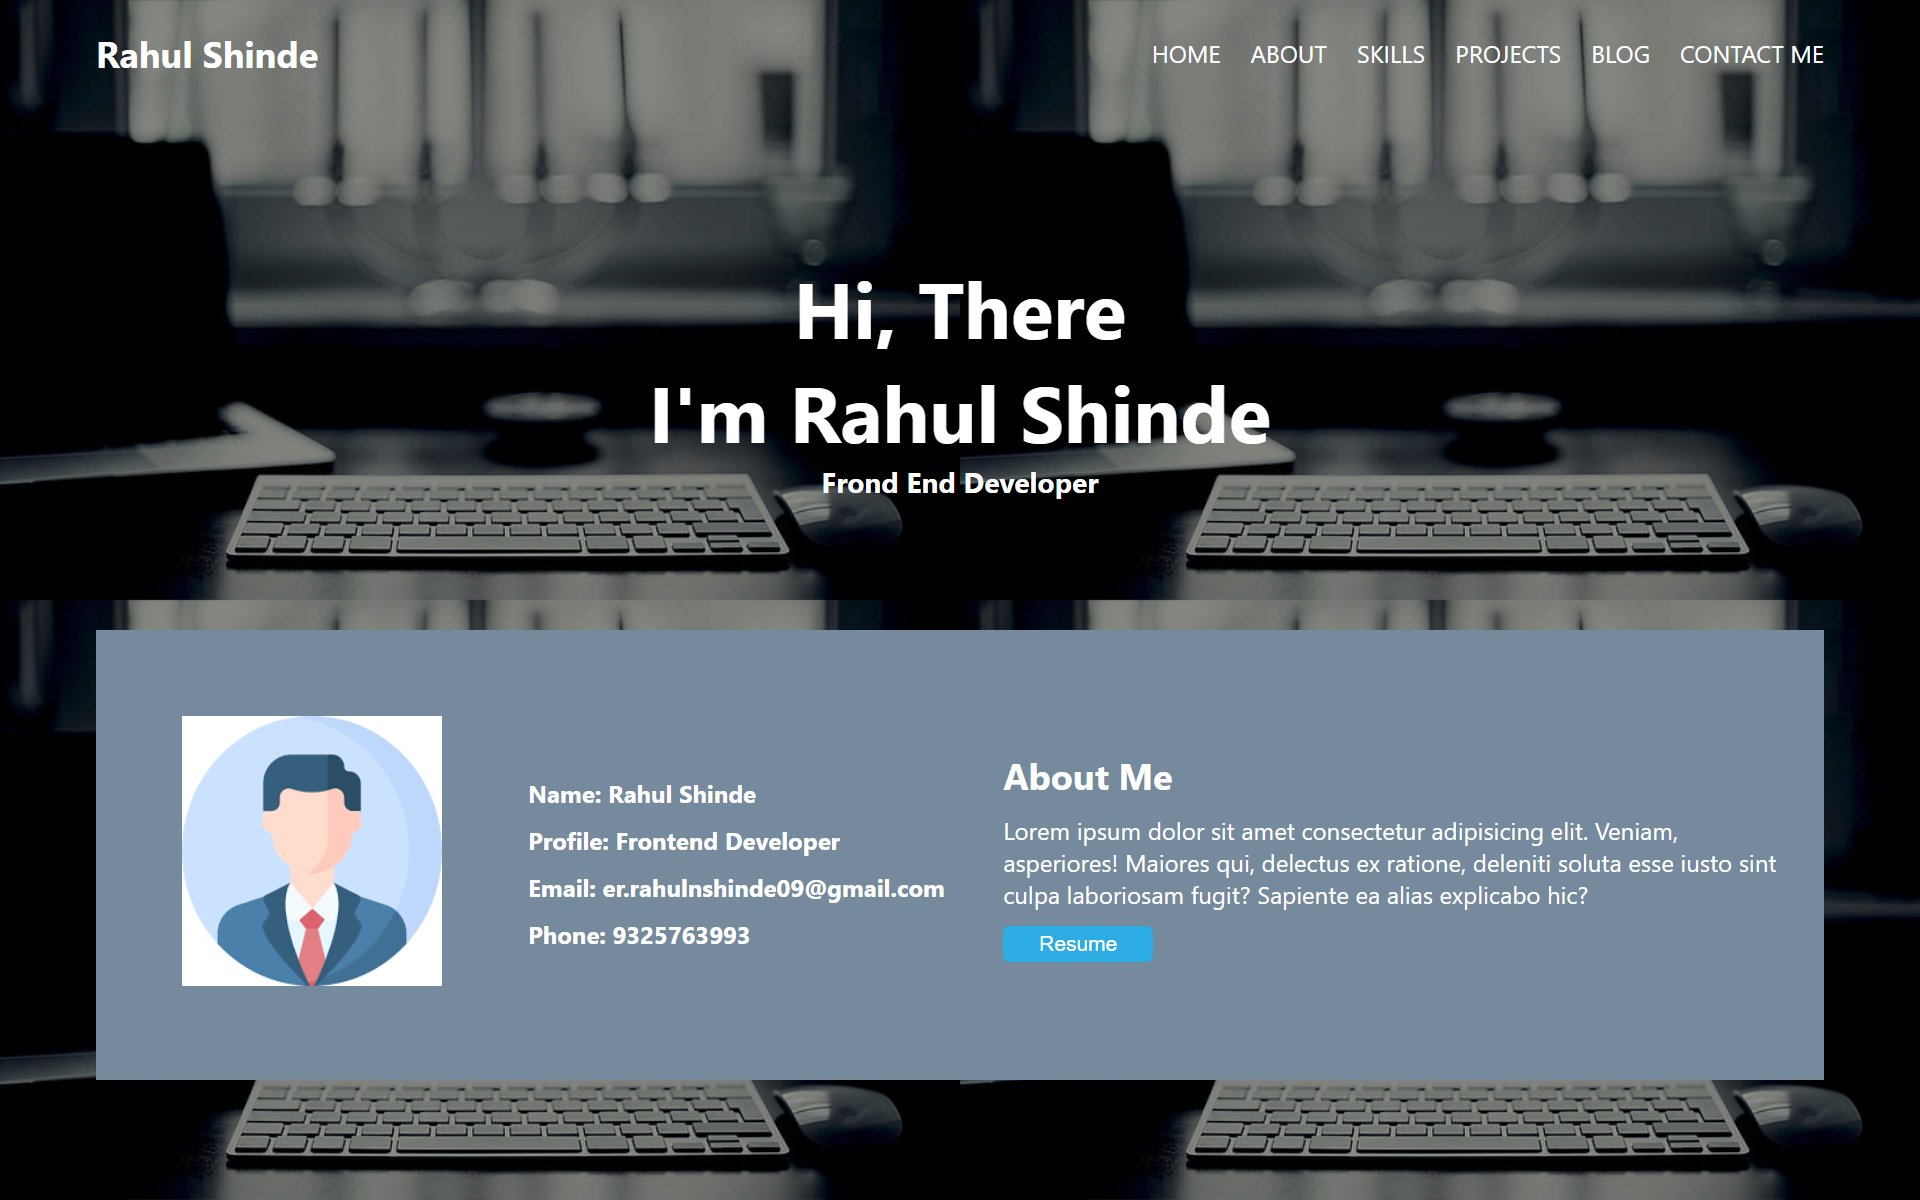 Rahul Shinde
HOME ABOUT SKILLS PROJECTS BLOG CONTACT ME
Hi, There
I'm Rahul Shinde
Frond End Developer
Name: Rahul Shinde
Profile: Frontend Developer
Email: er.rahulnshinde09@gmail.com
Phone: 9325763993
About Me
Lorem ipsum dolor sit amet consectetur adipisicing elit. Veniam,
asperiores! Maiores qui, delectus ex ratione, deleniti soluta esse iusto sint
culpa laboriosam fugit? Sapiente ea alias explicabo hic?
Resume